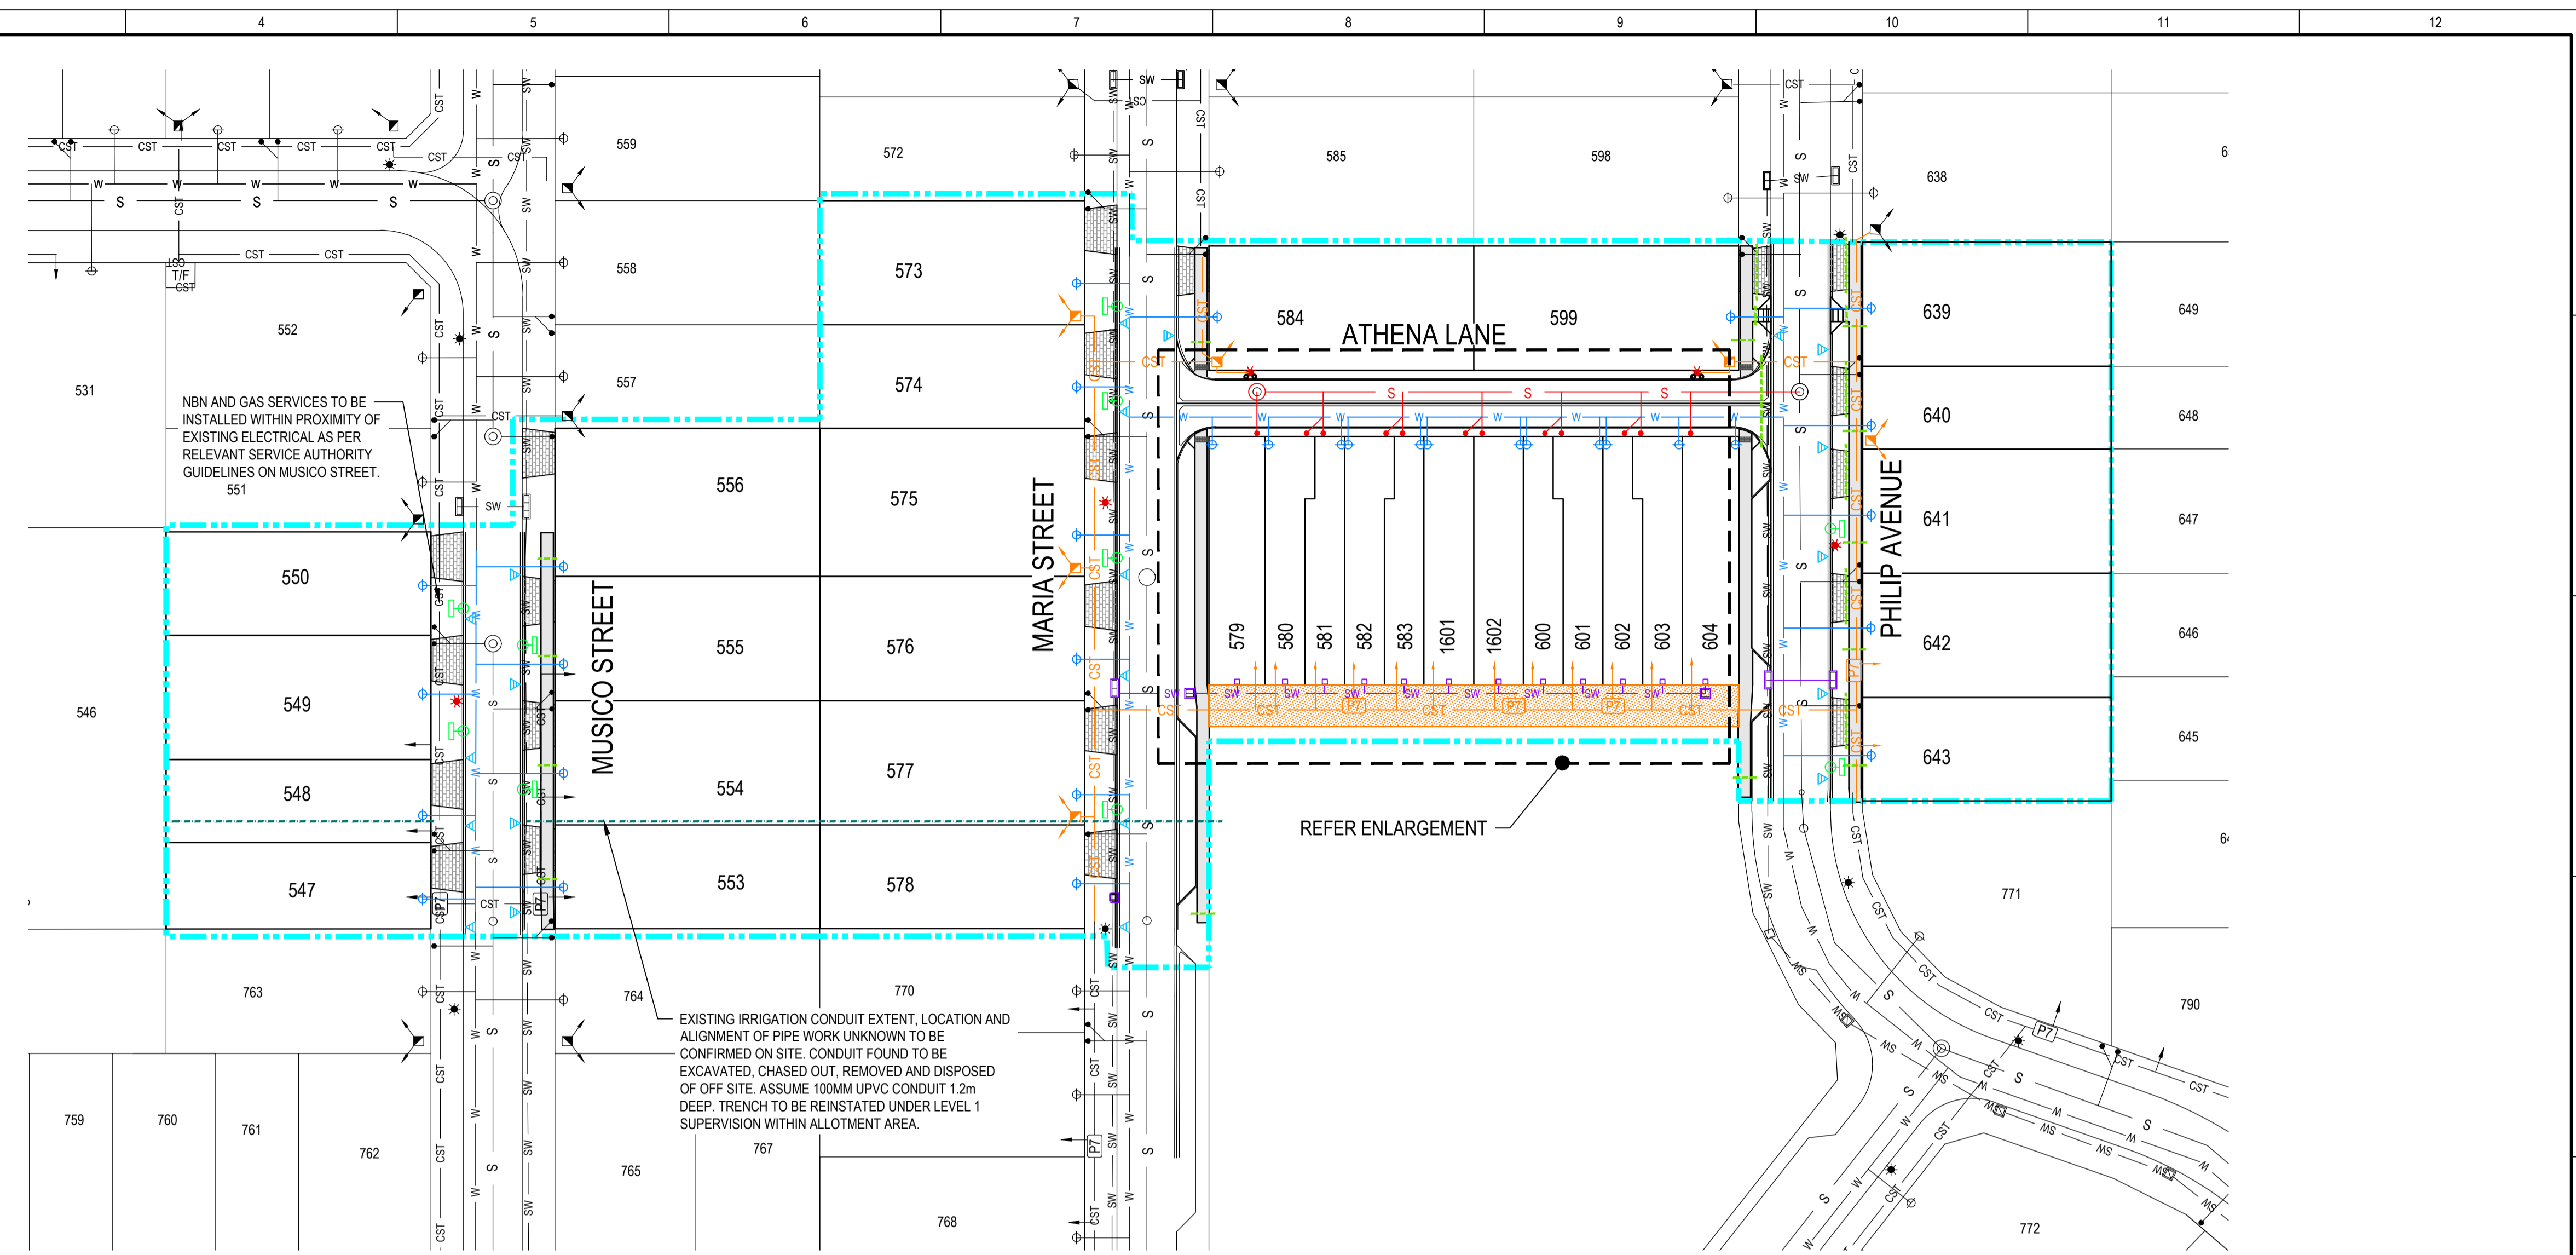 4 5 6 7 8 9 10 11 12
559
572
585
598
638
558
573
584
599
ATHENA LANE
639
649
T/F
552
531
557
574
640
648
NBN AND GAS SERVICES TO BE
INSTALLED WITHIN PROXIMITY OF
EXISTING ELECTRICAL AS PER
RELEVANT SERVICE AUTHORITY
GUIDELINES ON MUSICO STREET.
551
556
575
641
647
550
MUSICO STREET
MARIA STREET
PHILIP AVENUE
555
576
579
580
581
582
583
1601
1602
600
601
602
603
604
642
646
546
549
548
554
577
643
645
REFER ENLARGEMENT
547
553
578
771
763
764
770
790
EXISTING IRRIGATION CONDUIT EXTENT, LOCATION AND
ALIGNMENT OF PIPE WORK UNKNOWN TO BE
CONFIRMED ON SITE. CONDUIT FOUND TO BE
EXCAVATED, CHASED OUT, REMOVED AND DISPOSED
OF OFF SITE. ASSUME 100MM UPVC CONDUIT 1.2m
DEEP. TRENCH TO BE REINSTATED UNDER LEVEL 1
SUPERVISION WITHIN ALLOTMENT AREA.
759
760
761
762
765
767
768
772
CST
SW
W
S
P7